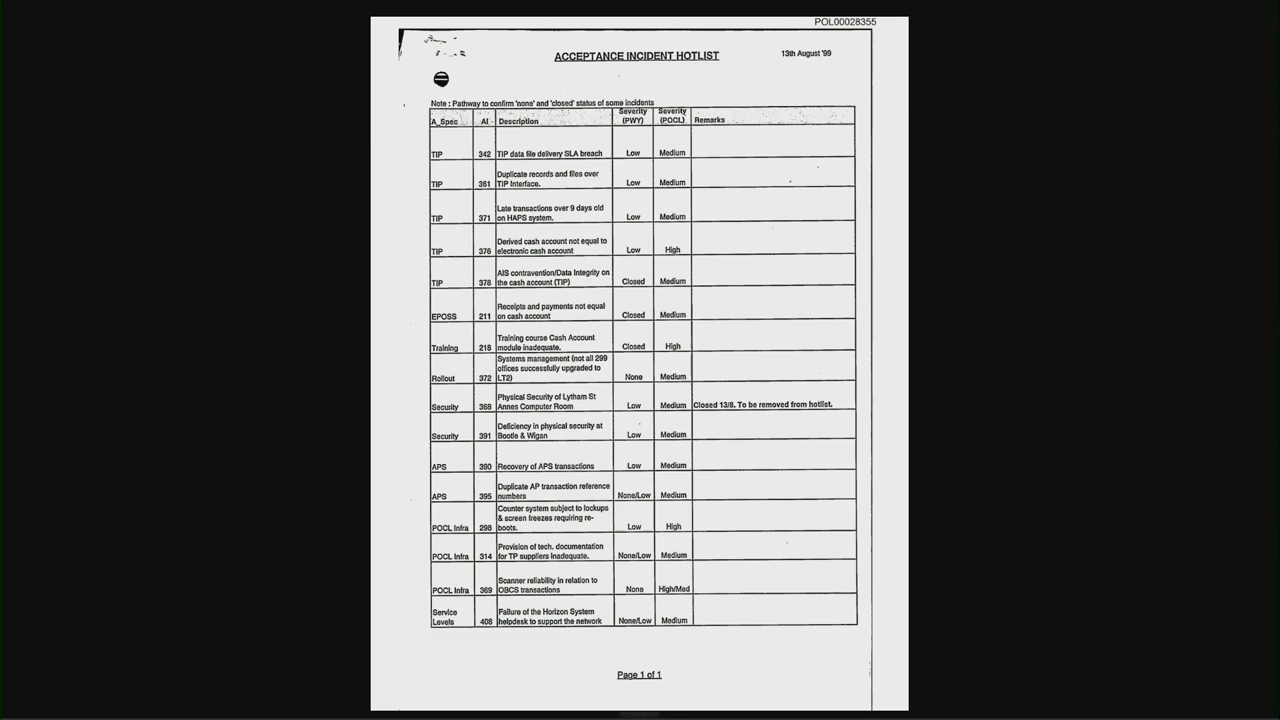 POL00028355
ACCEPTANCE INCIDENT HOTLIST 13th August '99
Note : Pathway to confirm 'none' and 'closed' status of some incidents
A_Spec AI Description Severity (PWY) Severity (POCL) Remarks
TIP 342 TIP data file delivery SLA breach Low Medium
TIP 361 Duplicate records and files over TIP Interface. Low Medium
TIP 371 Late transactions over 9 days old on HAPS system. Low Medium
TIP 376 Derived cash account not equal to electronic cash account Low High
TIP 378 AIS contravention/Data Integrity on the cash account (TIP) Closed Medium
EPOSS 211 Receipts and payments not equal on cash account Closed Medium
Training 218 Training course Cash Account module inadequate. Closed High
Rollout 372 Systems management (not all 299 offices successfully upgraded to LT2) None Medium
Security 368 Physical Security of Lytham St Annes Computer Room Low Medium Closed 13/8. To be removed from hotlist.
Security 391 Deficiency in physical security at Bootle & Wigan Low Medium
APS 390 Recovery of APS transactions Low Medium
APS 395 Duplicate AP transaction reference numbers None/Low Medium
POCL Infra 298 Counter system subject to lockups & screen freezes requiring re-boots. Low High
POCL Infra 314 Provision of tech. documentation for TP suppliers inadequate. None/Low Medium
POCL Infra 369 Scanner reliability in relation to OBCS transactions None High/Med
Service Levels 408 Failure of the Horizon System helpdesk to support the network None/Low Medium
Page 1 of 1